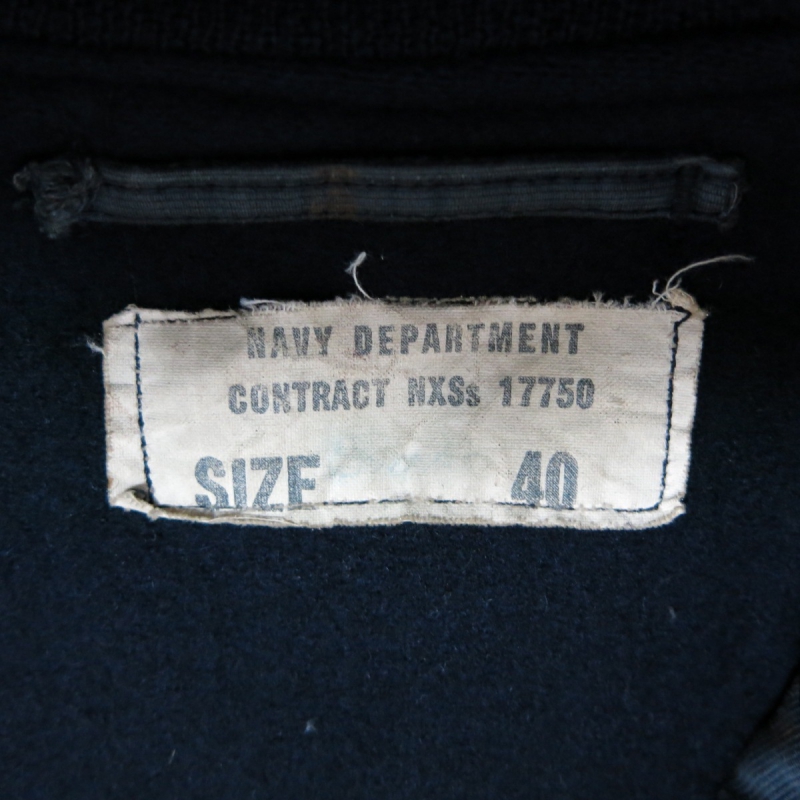 NAVY DEPARTMENT
CONTRACT NXSs 17750
SIZE 40